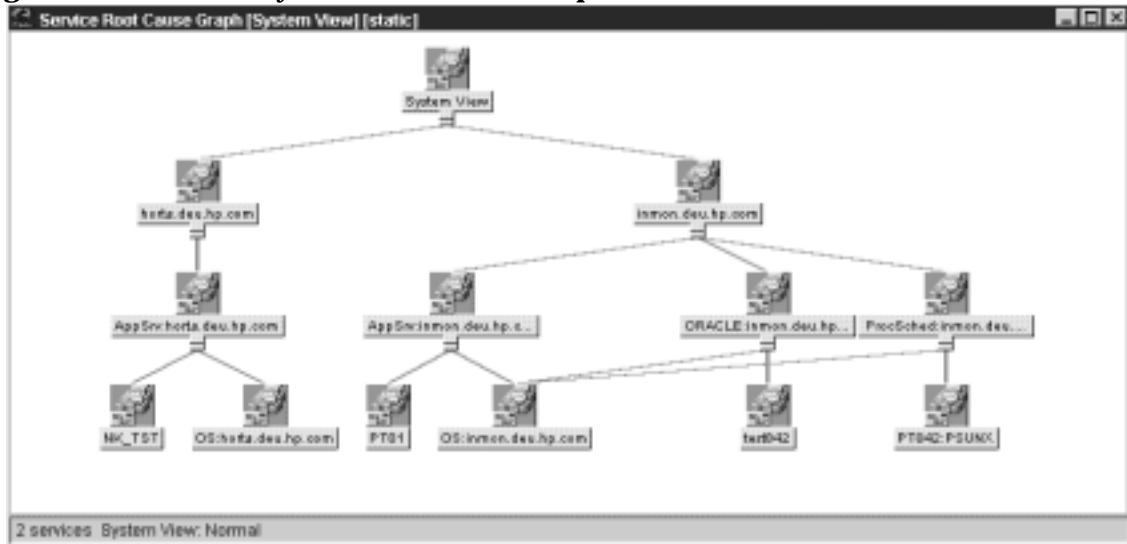 Service Root Cause Graph [System View] [static]
System View
horta.deu.hp.com
inmon.deu.hp.com
AppSrv:horta.deu.hp.com
AppSrv:inmon.deu.hp.c...
ORACLE:inmon.deu.hp...
ProcSched:inmon.deu....
NK_TST
OS:horta.deu.hp.com
PT81
OS:inmon.deu.hp.com
test842
PT842:PSUNX
2 services System View: Normal